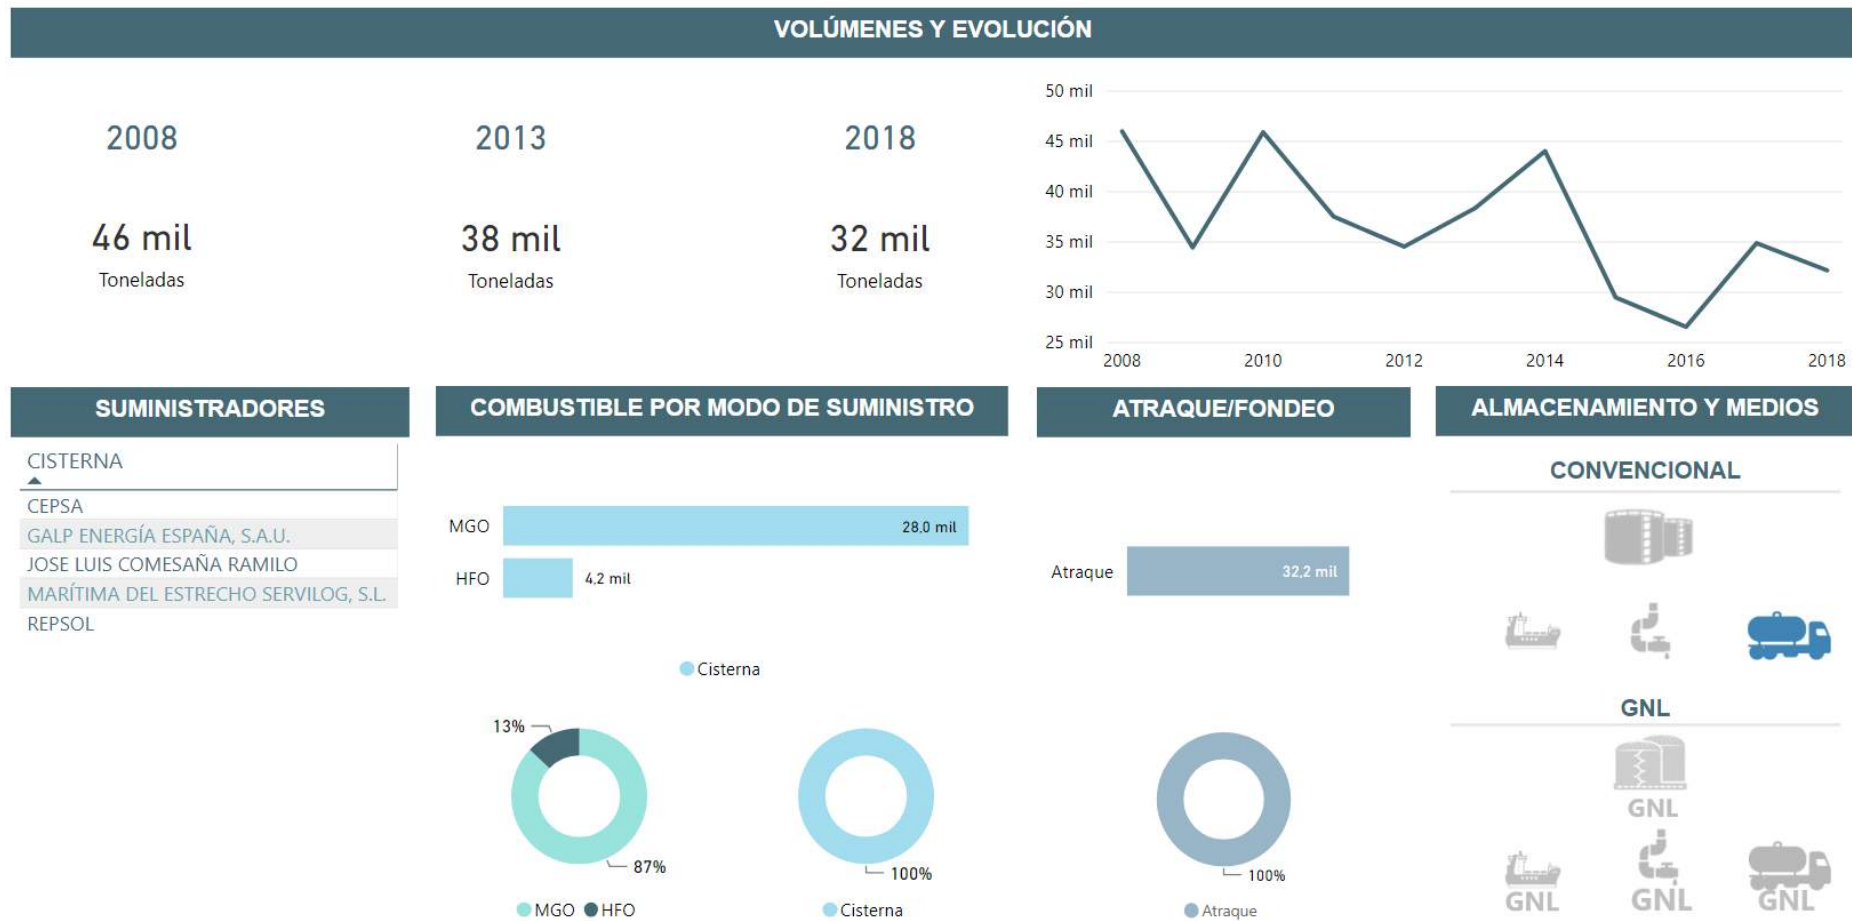 VOLÚMENES Y EVOLUCIÓN
2008
2013
2018
46 mil
Toneladas
38 mil
Toneladas
32 mil
Toneladas
50 mil
45 mil
40 mil
35 mil
30 mil
25 mil
2008
2010
2012
2014
2016
2018
SUMINISTRADORES
CISTERNA
CEPSA
GALP ENERGÍA ESPAÑA, S.A.U.
JOSE LUIS COMESAÑA RAMILO
MARÍTIMA DEL ESTRECHO SERVILOG, S.L.
REPSOL
COMBUSTIBLE POR MODO DE SUMINISTRO
MGO
28,0 mil
HFO
4,2 mil
Cisterna
13%
87%
MGO
HFO
100%
Cisterna
ATRAQUE/FONDEO
Atraque
32,2 mil
100%
Atraque
ALMACENAMIENTO Y MEDIOS
CONVENCIONAL
GNL
GNL
GNL
GNL
GNL